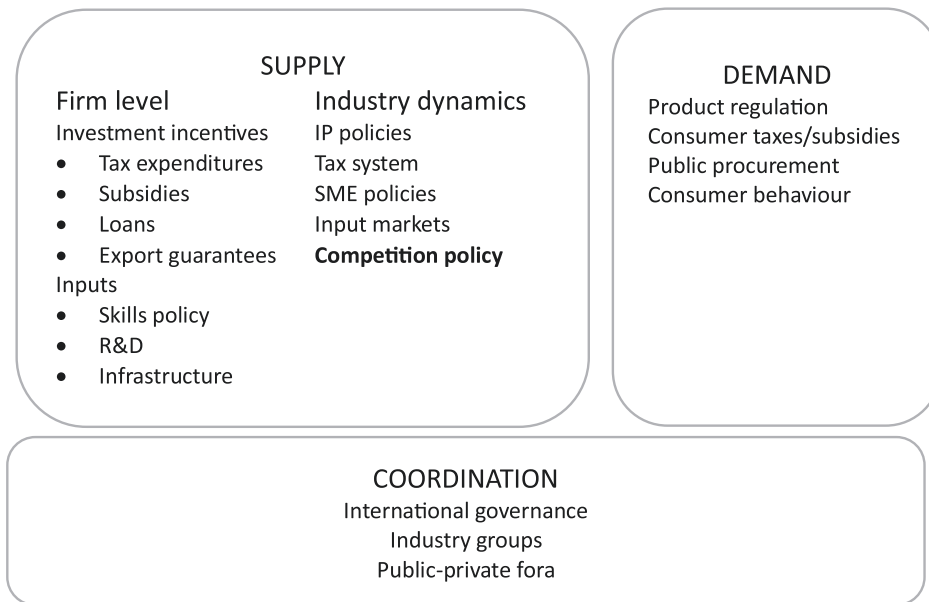 SUPPLY
Firm level
Investment incentives
• Tax expenditures
• Subsidies
• Loans
• Export guarantees
Inputs
• Skills policy
• R&D
• Infrastructure
Industry dynamics
IP policies
Tax system
SME policies
Input markets
Competition policy
DEMAND
Product regulation
Consumer taxes/subsidies
Public procurement
Consumer behaviour
COORDINATION
International governance
Industry groups
Public-private fora